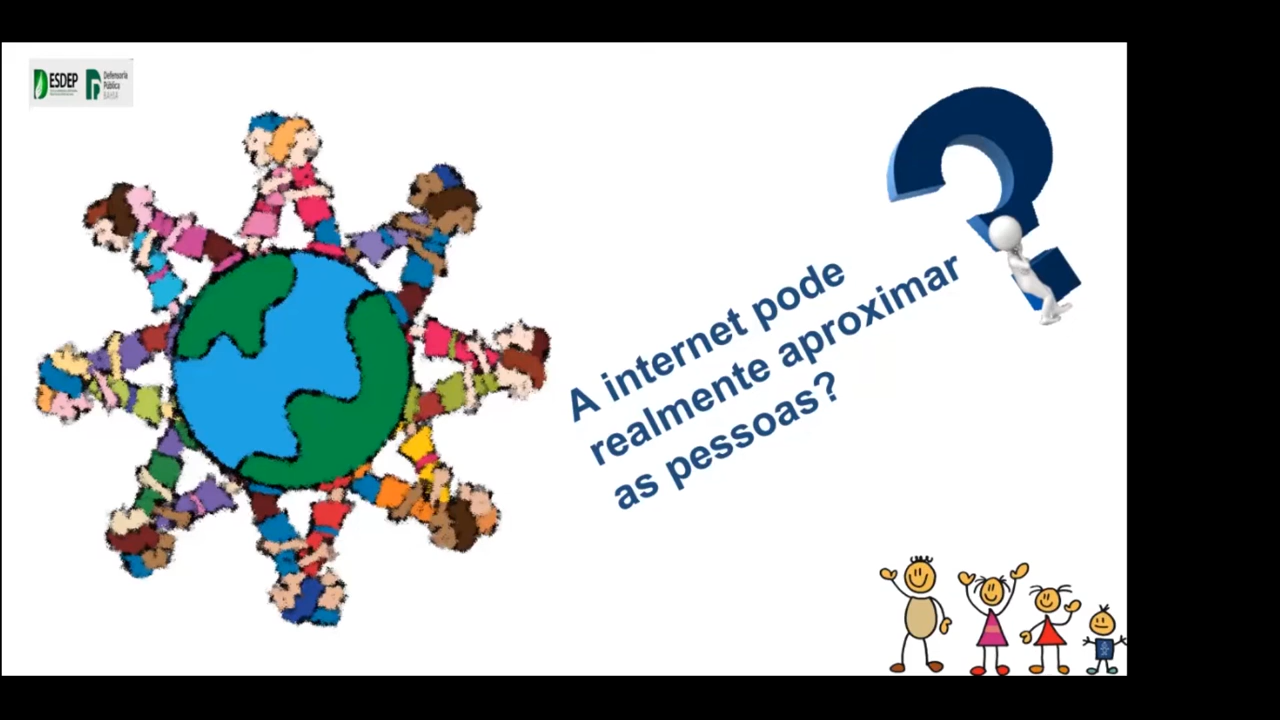 ESDEP
Defensoria
Pública
BAHIA
A internet pode
realmente aproximar
as pessoas?